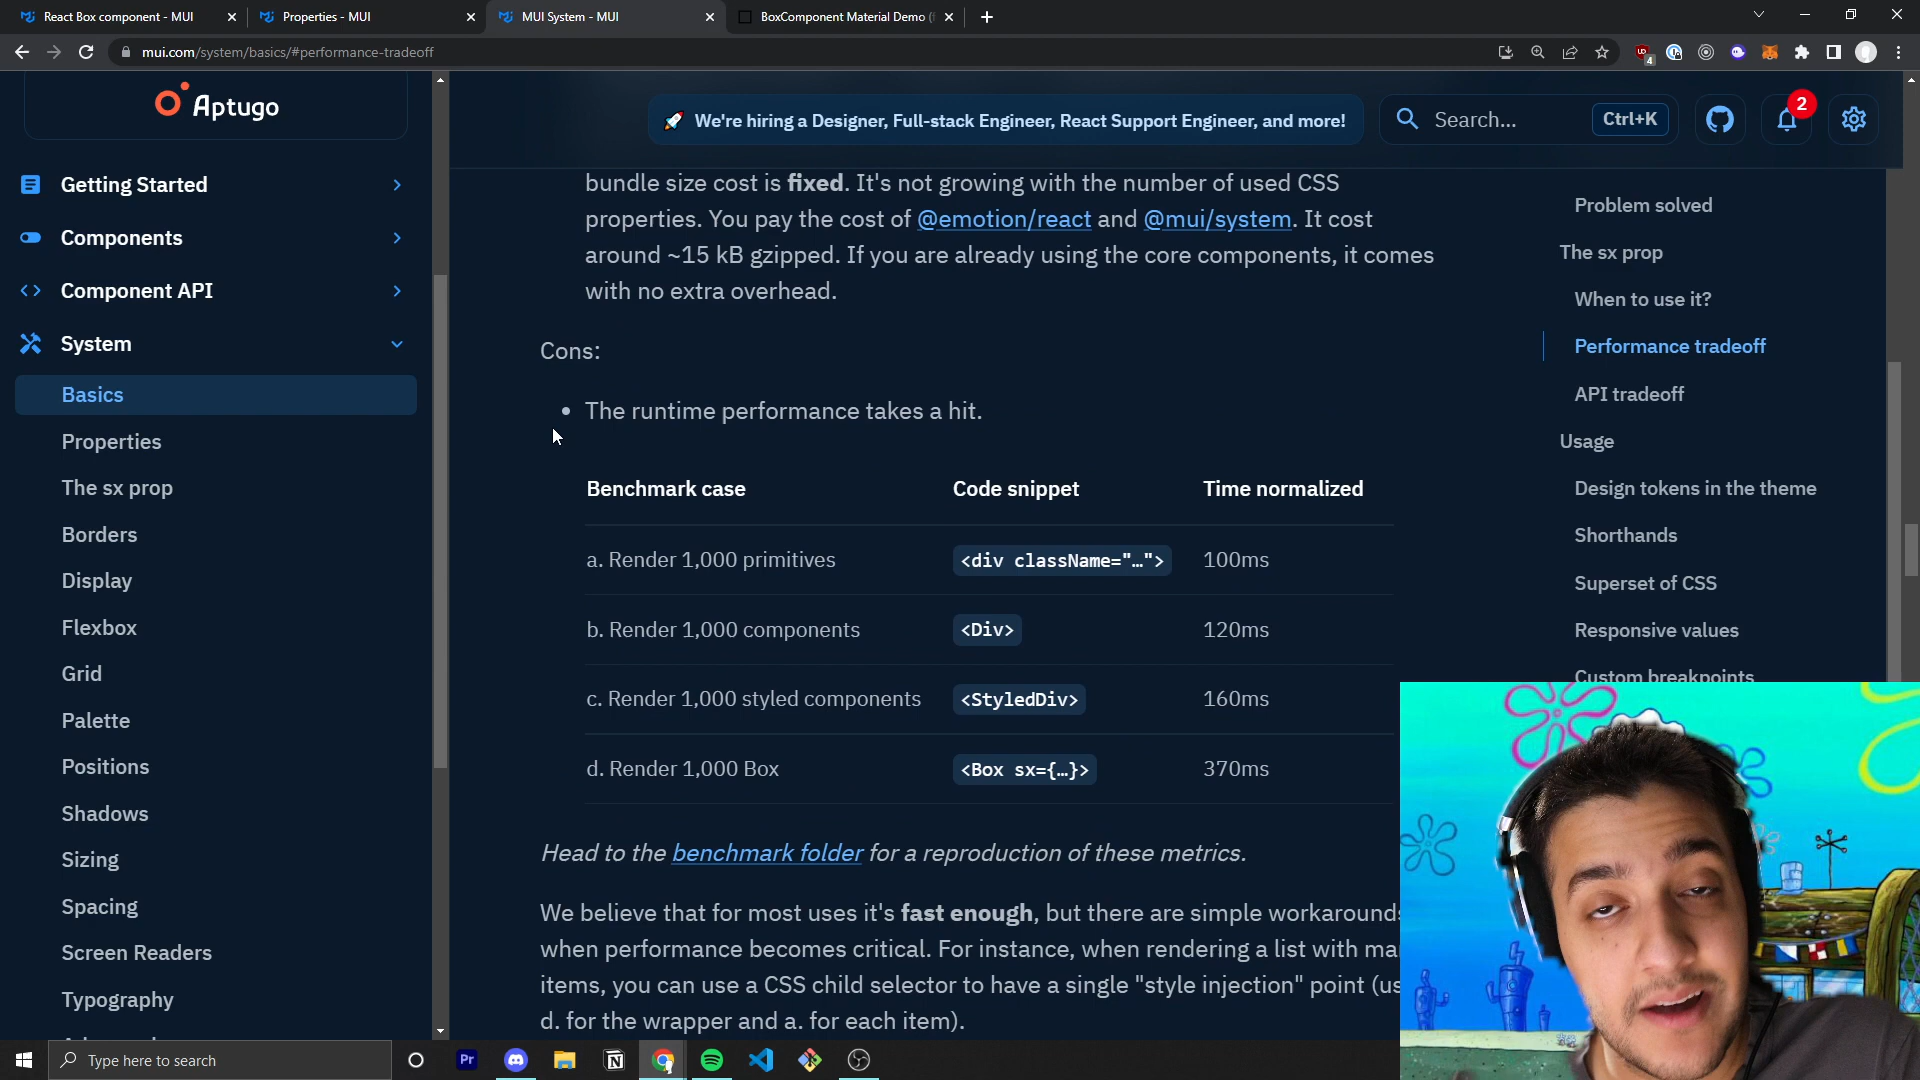 React Box component - MUI
Properties - MUI
MUI System - MUI
BoxComponent Material Demo (
mui.com/system/basics/#performance-tradeoff
4
Aptugo
We're hiring a Designer, Full-stack Engineer, React Support Engineer, and more!
Search...
Ctrl+K
2
Getting Started
Components
Component API
System
Basics
Properties
The sx prop
Borders
Display
Flexbox
Grid
Palette
Positions
Shadows
Sizing
Spacing
Screen Readers
Typography
bundle size cost is fixed. It's not growing with the number of used CSS
properties. You pay the cost of @emotion/react and @mui/system. It cost
around ~15 kB gzipped. If you are already using the core components, it comes
with no extra overhead.
Cons:
• The runtime performance takes a hit.
Benchmark case Code snippet Time normalized
a. Render 1,000 primitives <div className="…"> 100ms
b. Render 1,000 components <Div> 120ms
c. Render 1,000 styled components <StyledDiv> 160ms
d. Render 1,000 Box <Box sx={…}> 370ms
Head to the benchmark folder for a reproduction of these metrics.
We believe that for most uses it's fast enough, but there are simple workarounds
when performance becomes critical. For instance, when rendering a list with ma
items, you can use a CSS child selector to have a single "style injection" point (us
d. for the wrapper and a. for each item).
Problem solved
The sx prop
When to use it?
Performance tradeoff
API tradeoff
Usage
Design tokens in the theme
Shorthands
Superset of CSS
Responsive values
Custom breakpoints
Type here to search
Pr